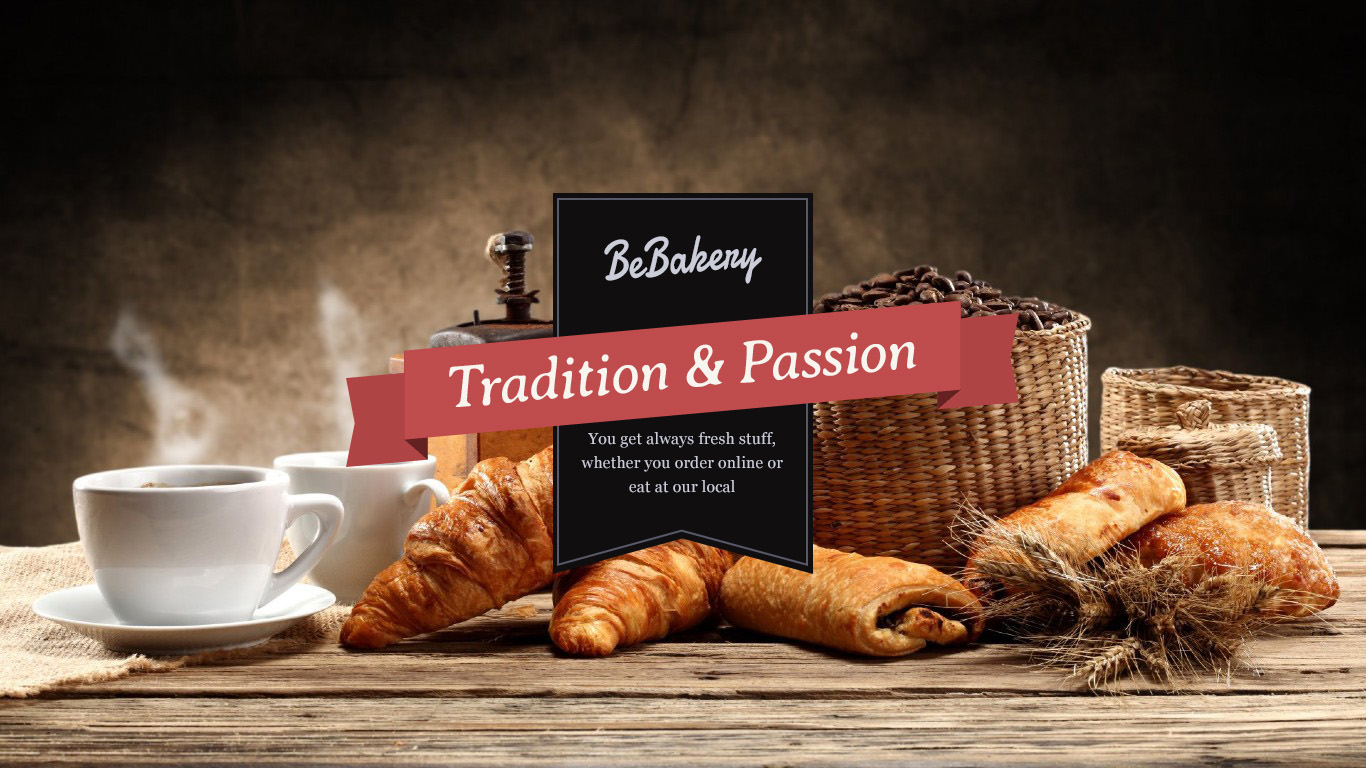 BeBakery
Tradition & Passion
You get always fresh stuff,
whether you order online or
eat at our local